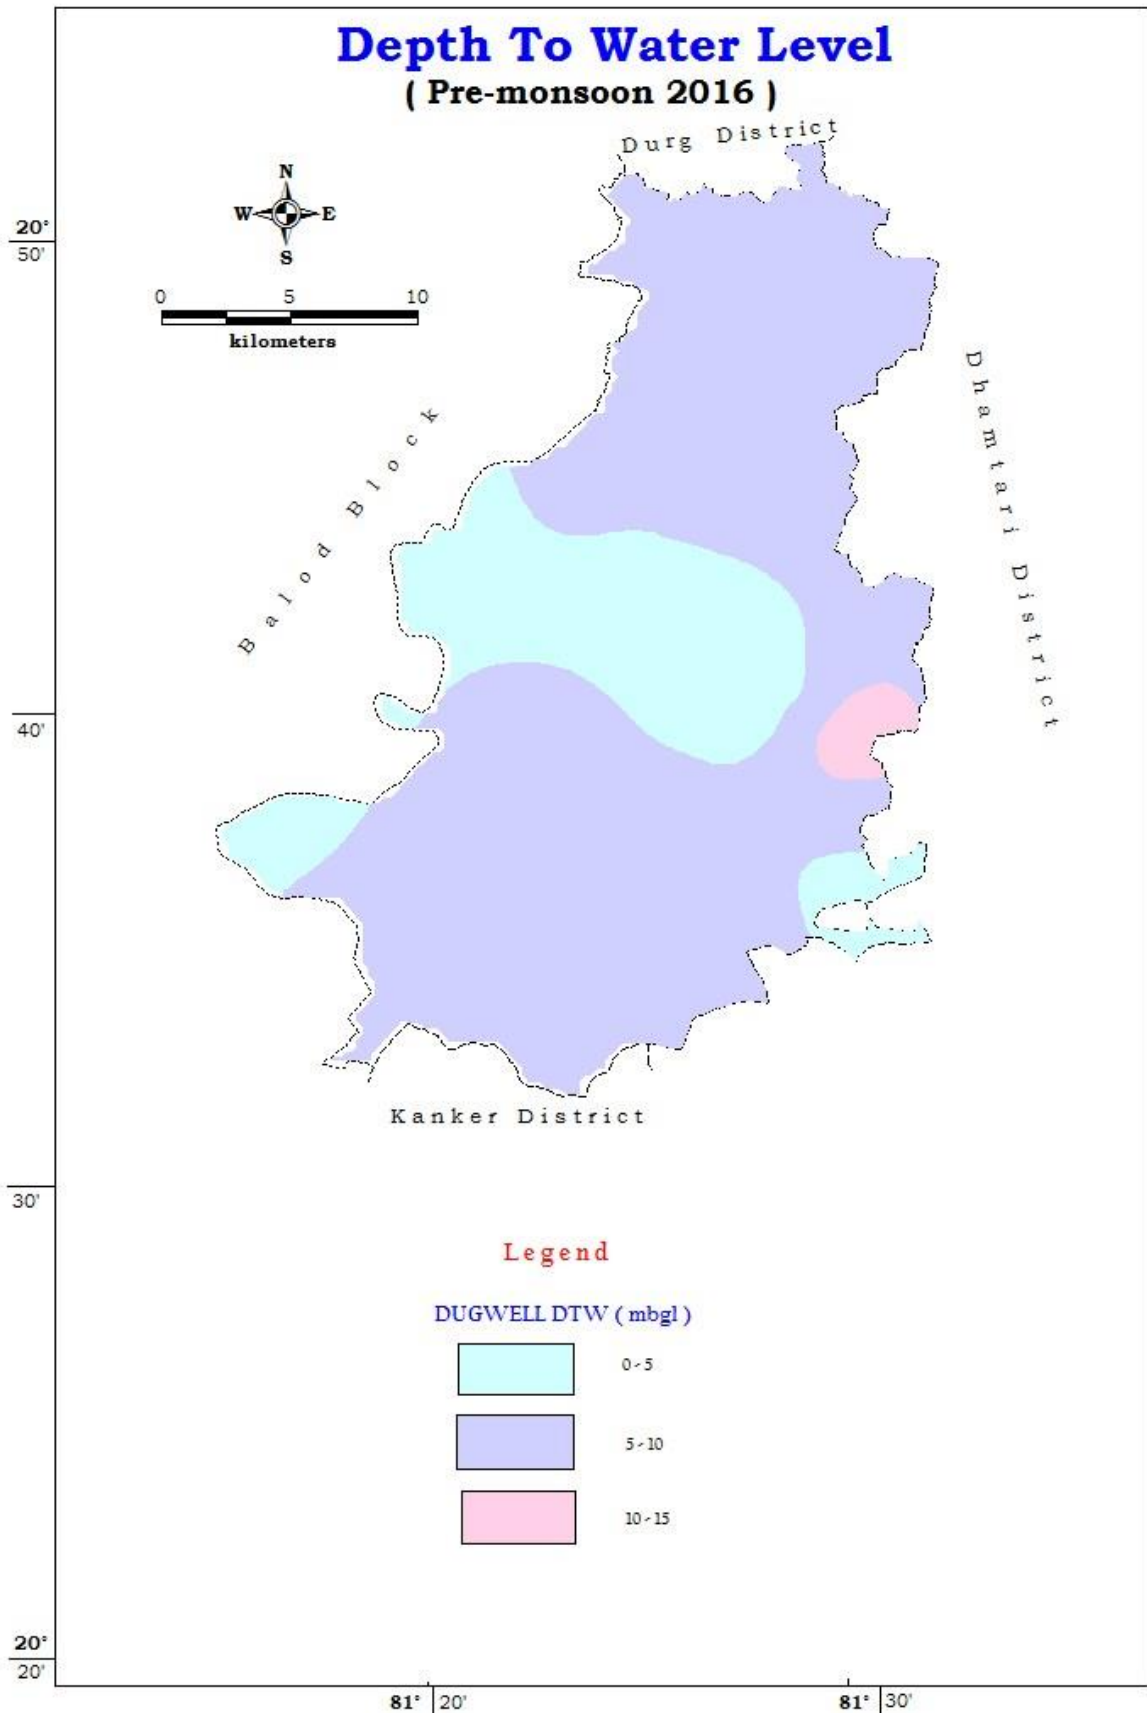 Depth To Water Level
( Pre-monsoon 2016 )
Durg District
N
W E
S
20°
50'
0 5 10
kilometers
Balod Block
Dhamtari District
40'
Kanker District
30'
Legend
DUGWELL DTW ( mbgl )
0 - 5
5 - 10
10 - 15
20°
20'
81° 20'
81° 30'